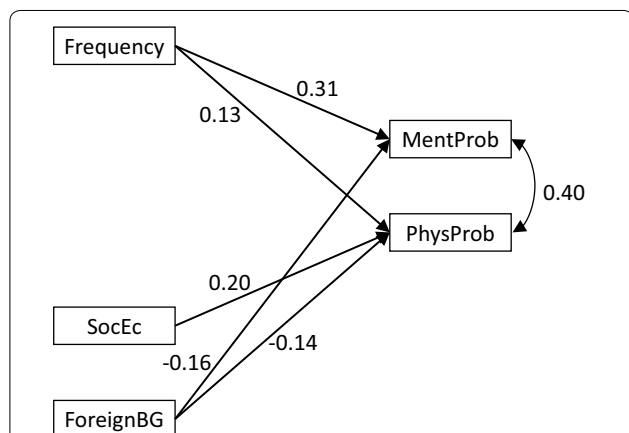 Frequency
0.31
0.13
MentProb
0.40
PhysProb
0.20
SocEc
-0.14
-0.16
ForeignBG